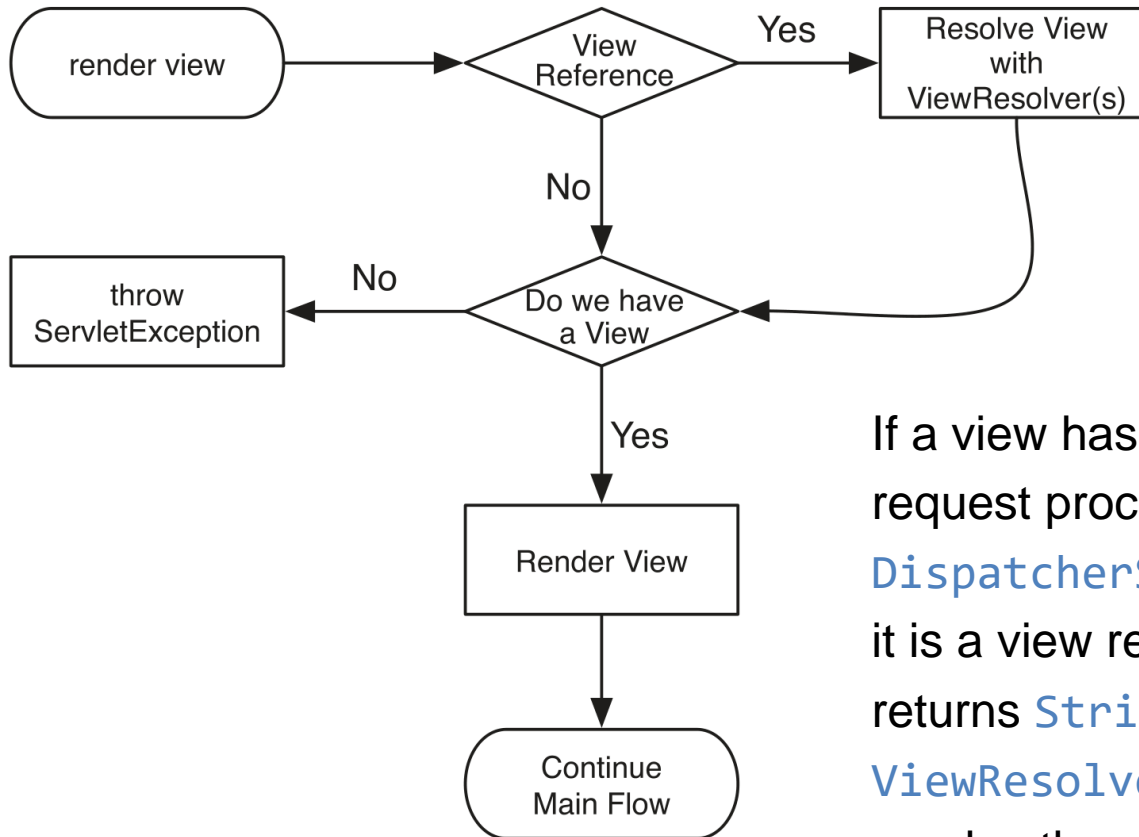 render view
View
Reference
Yes
Resolve View
with
ViewResolver(s)
No
throw
ServletException
No
Do we have
a View
Yes
Render View
Continue
Main Flow
If a view has
request proc
Dispatcher
it is a view re
returns Stri
ViewResolv